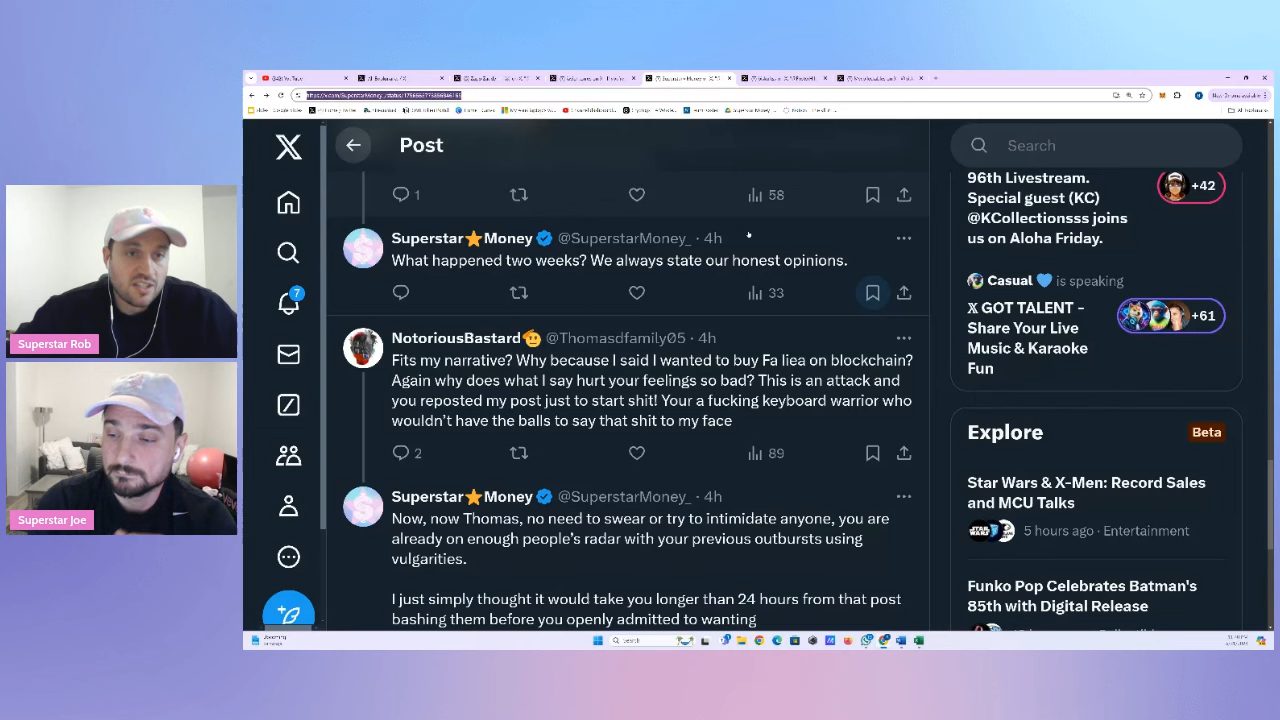 Post
Search
1
58
Superstar⭐Money @SuperstarMoney_ · 4h
What happened two weeks? We always state our honest opinions.
33
NotoriousBastard @Thomasdfamily05 · 4h
Fits my narrative? Why because I said I wanted to buy Fa liea on blockchain?
Again why does what I say hurt your feelings so bad? This is an attack and
you reposted my post just to start shit! Your a fucking keyboard warrior who
wouldn't have the balls to say that shit to my face
2
89
Superstar⭐Money @SuperstarMoney_ · 4h
Now, now Thomas, no need to swear or try to intimidate anyone, you are
already on enough people's radar with your previous outbursts using
vulgarities.
I just simply thought it would take you longer than 24 hours from that post
bashing them before you openly admitted to wanting
7
96th Livestream.
Special guest (KC)
@KCollectionsss joins
us on Aloha Friday.
+42
Casual 💙 is speaking
𝕏 GOT TALENT -
Share Your Live
Music & Karaoke
Fun
+61
Explore
Beta
Star Wars & X-Men: Record Sales
and MCU Talks
5 hours ago · Entertainment
Funko Pop Celebrates Batman's
85th with Digital Release
Superstar Rob
Superstar Joe
Search